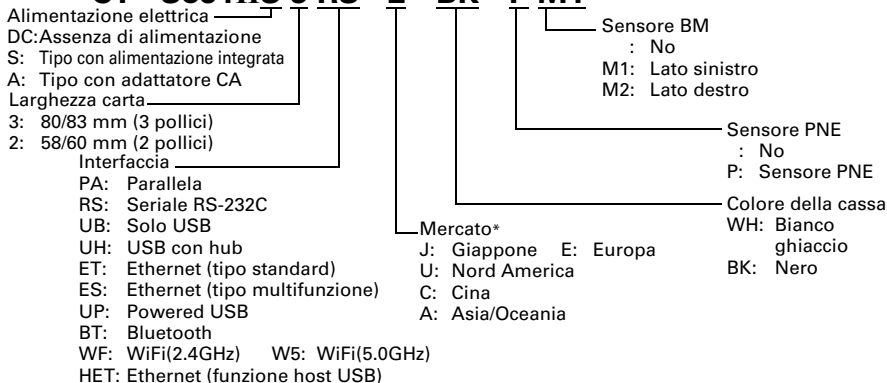 Alimentazione elettrica
DC:Assenza di alimentazione
S: Tipo con alimentazione integrata
A: Tipo con adattatore CA
Larghezza carta
3: 80/83 mm (3 pollici)
2: 58/60 mm (2 pollici)
Interfaccia
PA: Parallela
RS: Seriale RS-232C
UB: Solo USB
UH: USB con hub
ET: Ethernet (tipo standard)
ES: Ethernet (tipo multifunzione)
UP: Powered USB
BT: Bluetooth
WF: WiFi(2.4GHz) W5: WiFi(5.0GHz)
HET: Ethernet (funzione host USB)
Mercato*
J: Giappone E: Europa
U: Nord America
C: Cina
A: Asia/Oceania
Sensore BM
: No
M1: Lato sinistro
M2: Lato destro
Sensore PNE
: No
P: Sensore PNE
Colore della cassa
WH: Bianco
ghiaccio
BK: Nero